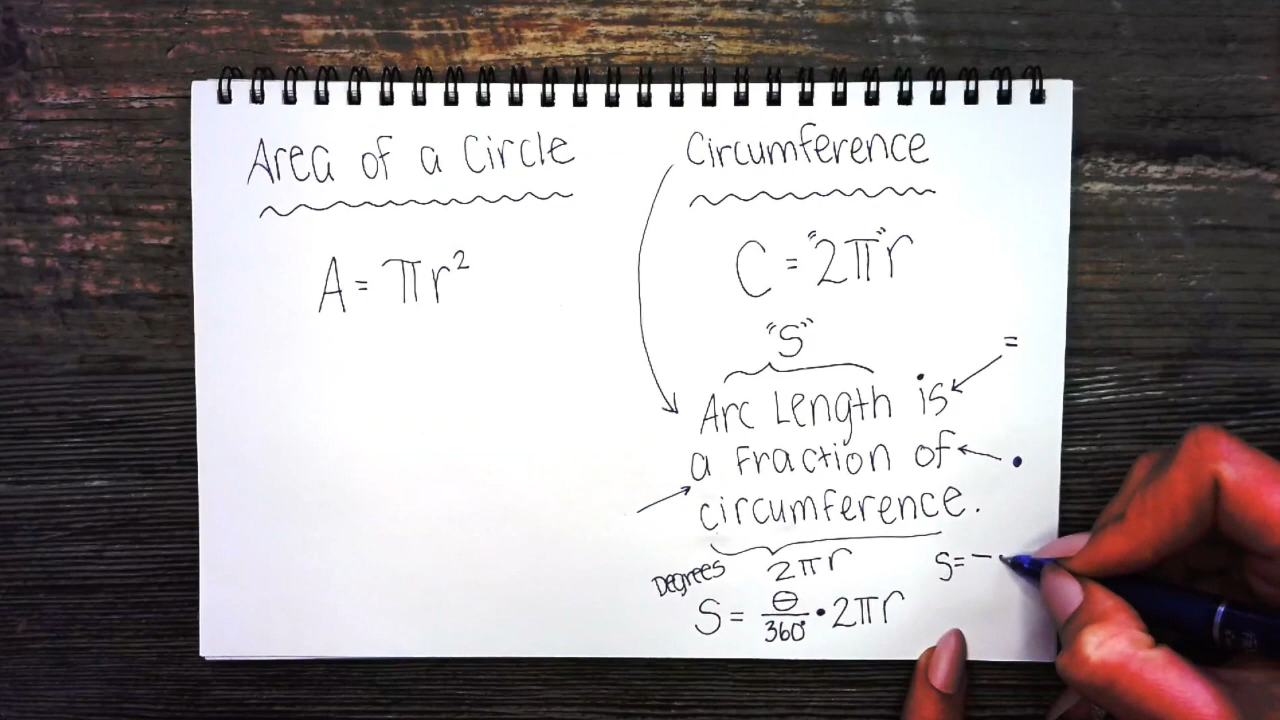 Area of a Circle
A = πr²
Circumference
C = "2π"r
"S"
=
Arc Length is
a fraction of
•
circumference.
2πr
Degrees
S = θ/360° • 2πr
S = — •